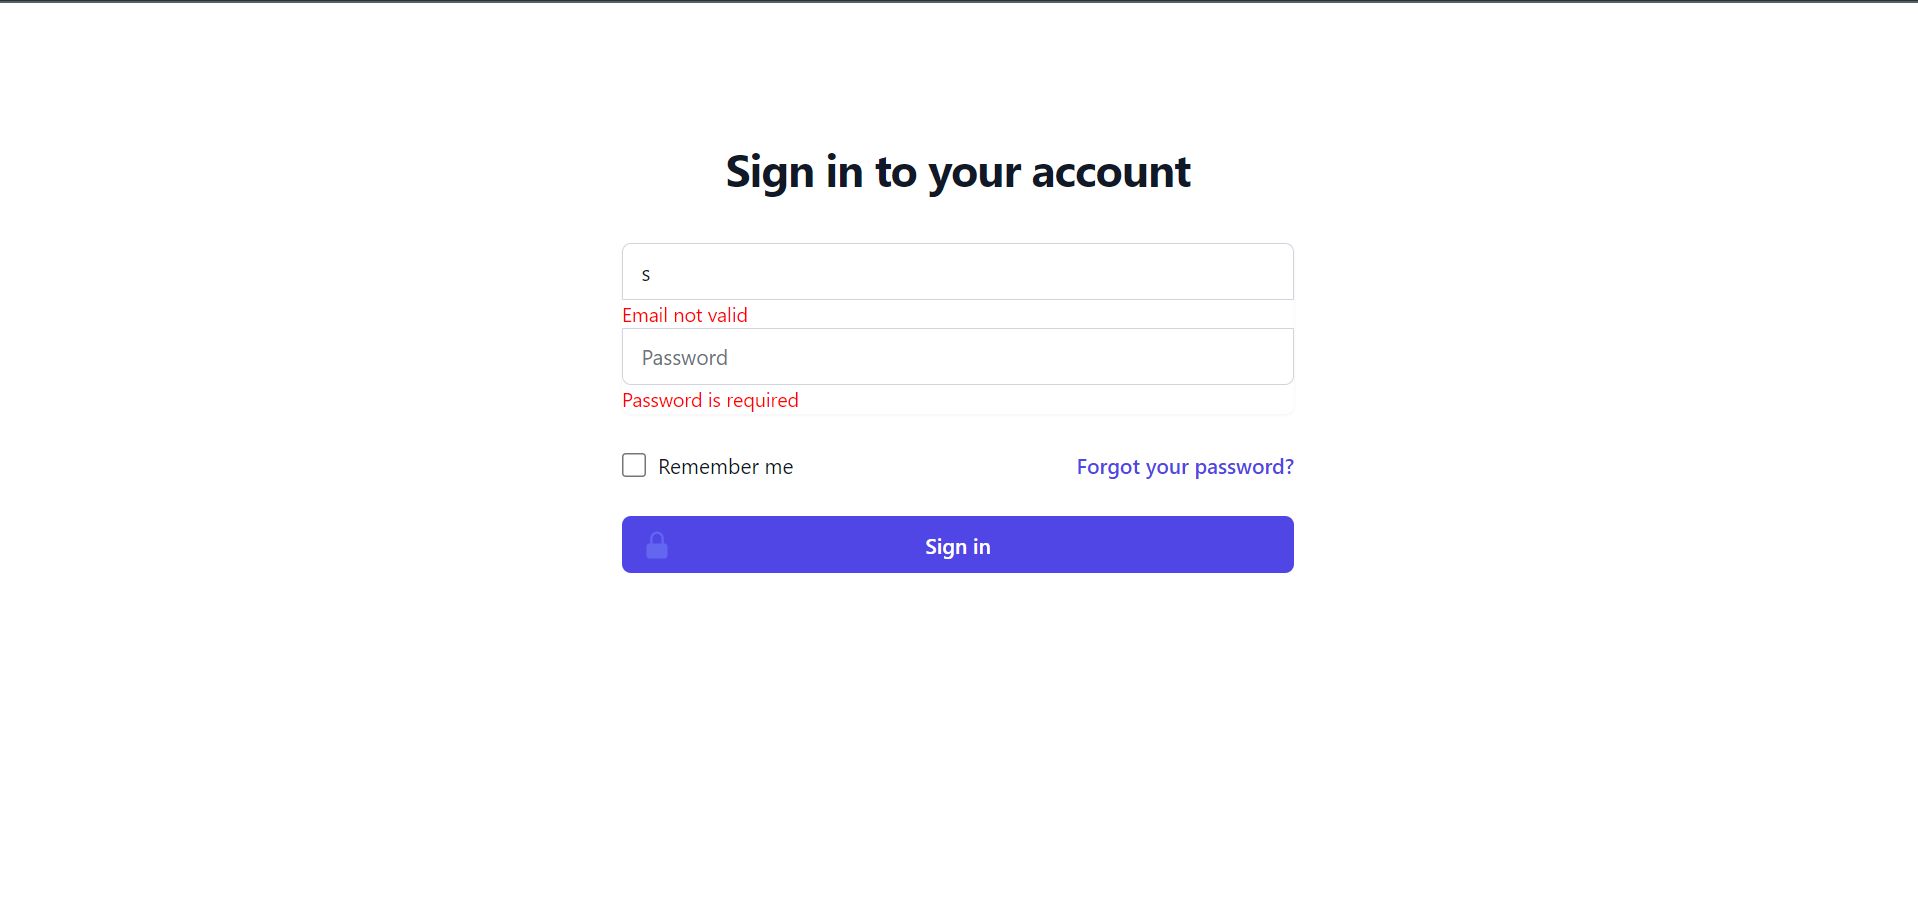 Sign in to your account
s
Email not valid
Password
Password is required
Remember me
Forgot your password?
Sign in